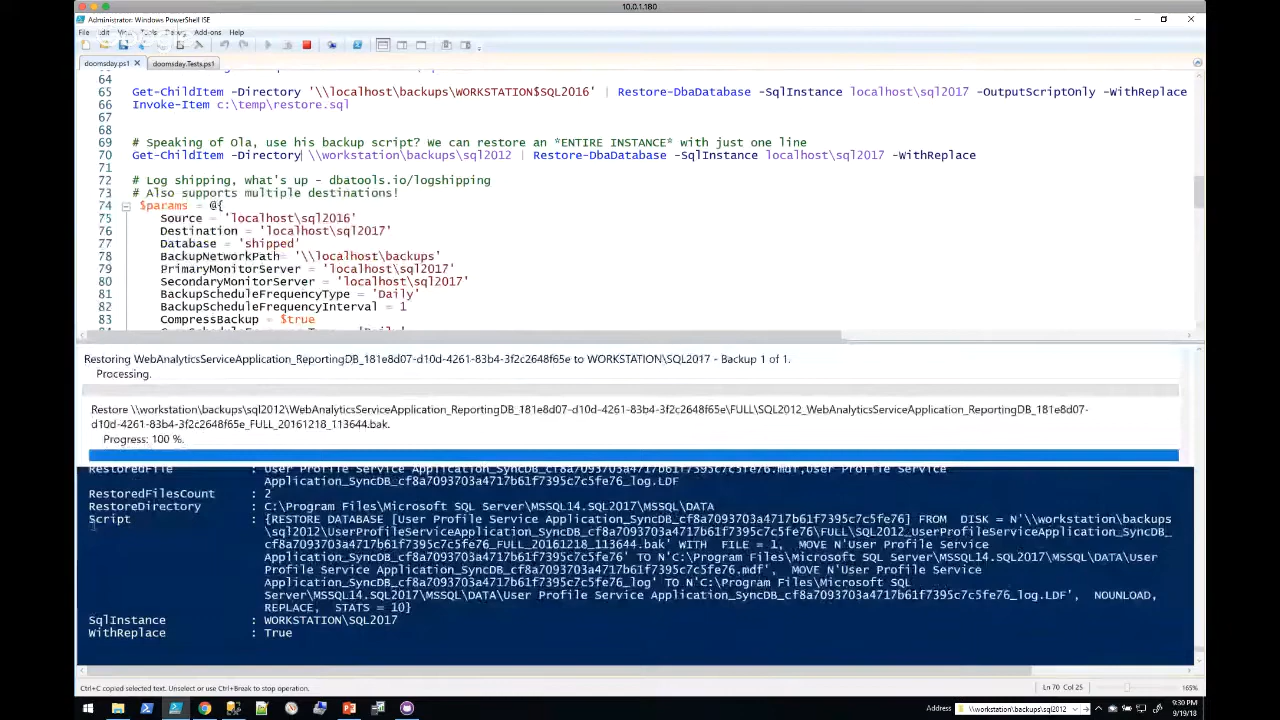 10.0.1.180
Administrator: Windows PowerShell ISE
File Edit View Tools Debug Add-ons Help
doomsday.ps1 X doomsday.Tests.ps1
64
65 Get-ChildItem -Directory '\\localhost\backups\WORKSTATION$SQL2016' | Restore-DbaDatabase -SqlInstance localhost\sql2017 -OutputScriptOnly -WithReplace
66 Invoke-Item c:\temp\restore.sql
67
68
69 # Speaking of Ola, use his backup script? We can restore an *ENTIRE INSTANCE* with just one line
70 Get-ChildItem -Directory \\workstation\backups\sql2012 | Restore-DbaDatabase -SqlInstance localhost\sql2017 -WithReplace
71
72 # Log shipping, what's up - dbatools.io/logshipping
73 # Also supports multiple destinations!
74 $params = @{
75 Source = 'localhost\sql2016'
76 Destination = 'localhost\sql2017'
77 Database = 'shipped'
78 BackupNetworkPath= '\\localhost\backups'
79 PrimaryMonitorServer = 'localhost\sql2017'
80 SecondaryMonitorServer = 'localhost\sql2017'
81 BackupScheduleFrequencyType = 'Daily'
82 BackupScheduleFrequencyInterval = 1
83 CompressBackup = $true
Restoring WebAnalyticsServiceApplication_ReportingDB_181e8d07-d10d-4261-83b4-3f2c2648f65e to WORKSTATION\SQL2017 - Backup 1 of 1.
Processing.
Restore \\workstation\backups\sql2012\WebAnalyticsServiceApplication_ReportingDB_181e8d07-d10d-4261-83b4-3f2c2648f65e\FULL\SQL2012_WebAnalyticsServiceApplication_ReportingDB_181e8d07-
d10d-4261-83b4-3f2c2648f65e_FULL_20161218_113644.bak.
Progress: 100 %.
RestoredFile : User Profile Service Application_SyncDB_cf8a7093703a4717b61f7395c7c5fe76.mdf,User Profile Service
Application_SyncDB_cf8a7093703a4717b61f7395c7c5fe76_log.LDF
RestoredFilesCount : 2
RestoreDirectory : C:\Program Files\Microsoft SQL Server\MSSQL14.SQL2017\MSSQL\DATA
Script : {RESTORE DATABASE [User Profile Service Application_SyncDB_cf8a7093703a4717b61f7395c7c5fe76] FROM DISK = N'\\workstation\backups
\sql2012\UserProfileServiceApplication_SyncDB_cf8a7093703a4717b61f7395c7c5fe76\FULL\SQL2012_UserProfileServiceApplication_SyncDB_
cf8a7093703a4717b61f7395c7c5fe76_FULL_20161218_113644.bak' WITH FILE = 1, MOVE N'User Profile Service
Application_SyncDB_cf8a7093703a4717b61f7395c7c5fe76' TO N'C:\Program Files\Microsoft SQL Server\MSSQL14.SQL2017\MSSQL\DATA\User
Profile Service Application_SyncDB_cf8a7093703a4717b61f7395c7c5fe76.mdf', MOVE N'User Profile Service
Application_SyncDB_cf8a7093703a4717b61f7395c7c5fe76_log' TO N'C:\Program Files\Microsoft SQL
Server\MSSQL14.SQL2017\MSSQL\DATA\User Profile Service Application_SyncDB_cf8a7093703a4717b61f7395c7c5fe76_log.LDF', NOUNLOAD,
REPLACE, STATS = 10}
SqlInstance : WORKSTATION\SQL2017
WithReplace : True
Ctrl+C copied selected text. Unselect or use Ctrl+Break to stop operation.
Ln 70 Col 25
165%
Address \\workstation\backups\sql2012
9:30 PM
9/19/18